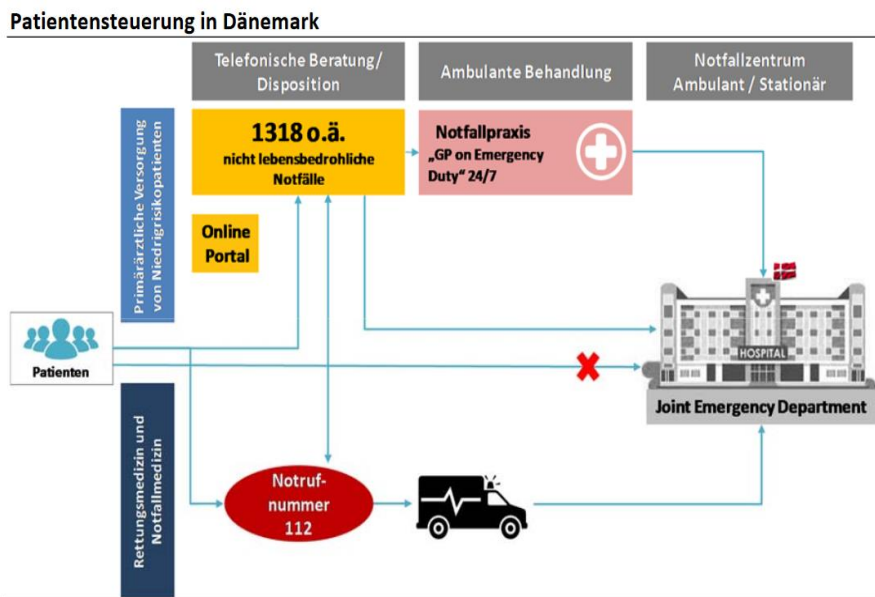 Patientensteuerung in Dänemark
Telefonische Beratung/
Disposition
Ambulante Behandlung
Notfallzentrum
Ambulant / Stationär
Primärärztliche Versorgung
von Niedrigrisikopatienten
1318 o.ä.
nicht lebensbedrohliche
Notfälle
Notfallpraxis
„GP on Emergency
Duty“ 24/7
Online
Portal
Patienten
HOSPITAL
Joint Emergency Department
Rettungsmedizin und
Notfallmedizin
Notruf-
nummer
112